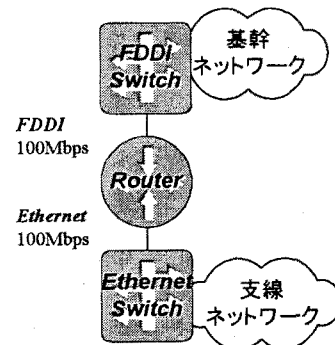 FDDI
Switch
基幹
ネットワーク
FDDI
100Mbps
Router
Ethernet
100Mbps
Ethernet
Switch
支線
ネットワーク